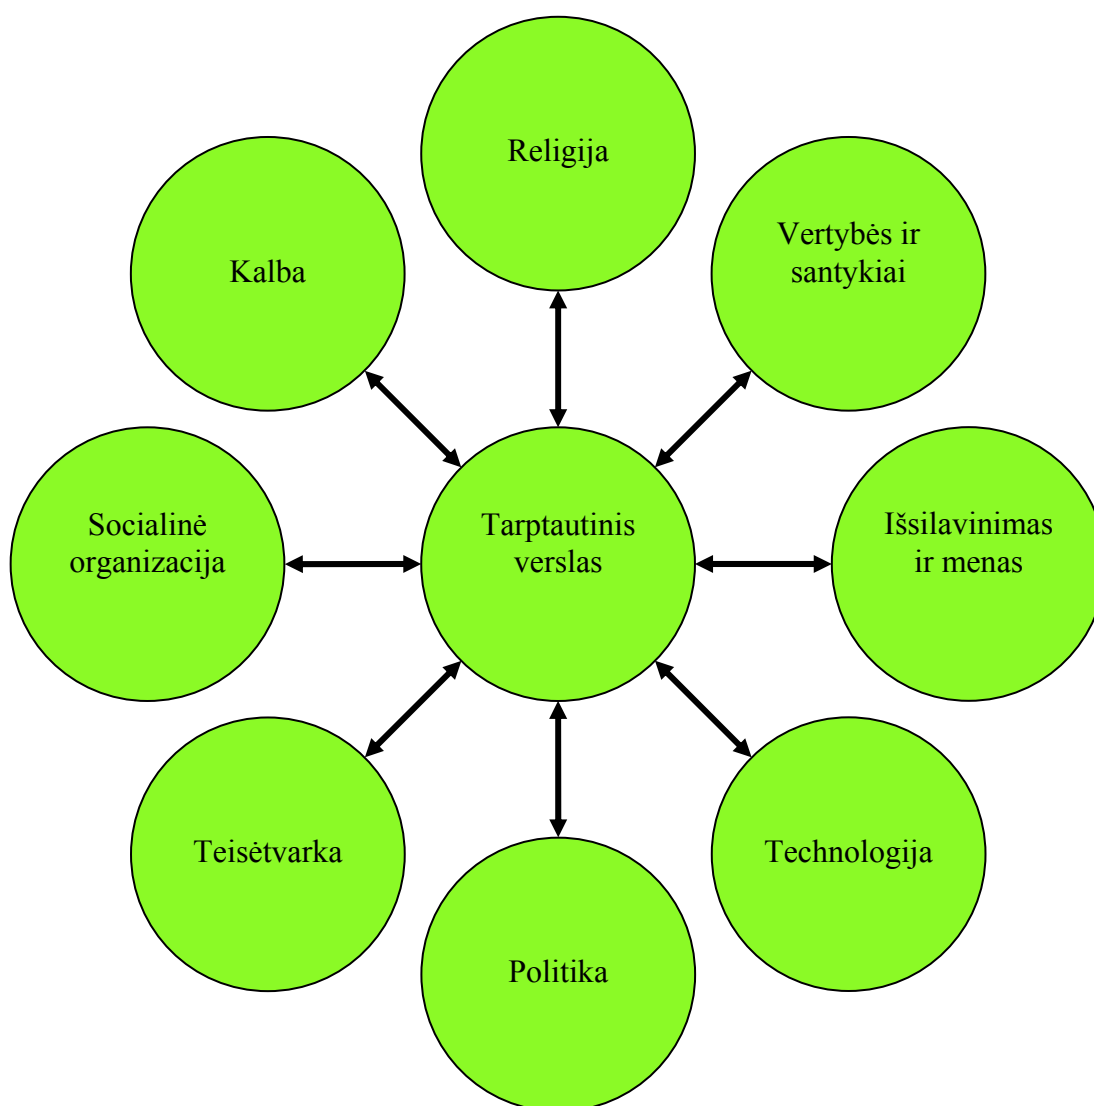 Religija
Vertybės ir
santykiai
Kalba
Socialinė
organizacija
Tarptautinis
verslas
Išsilavinimas
ir menas
Teisėtvarka
Technologija
Politika